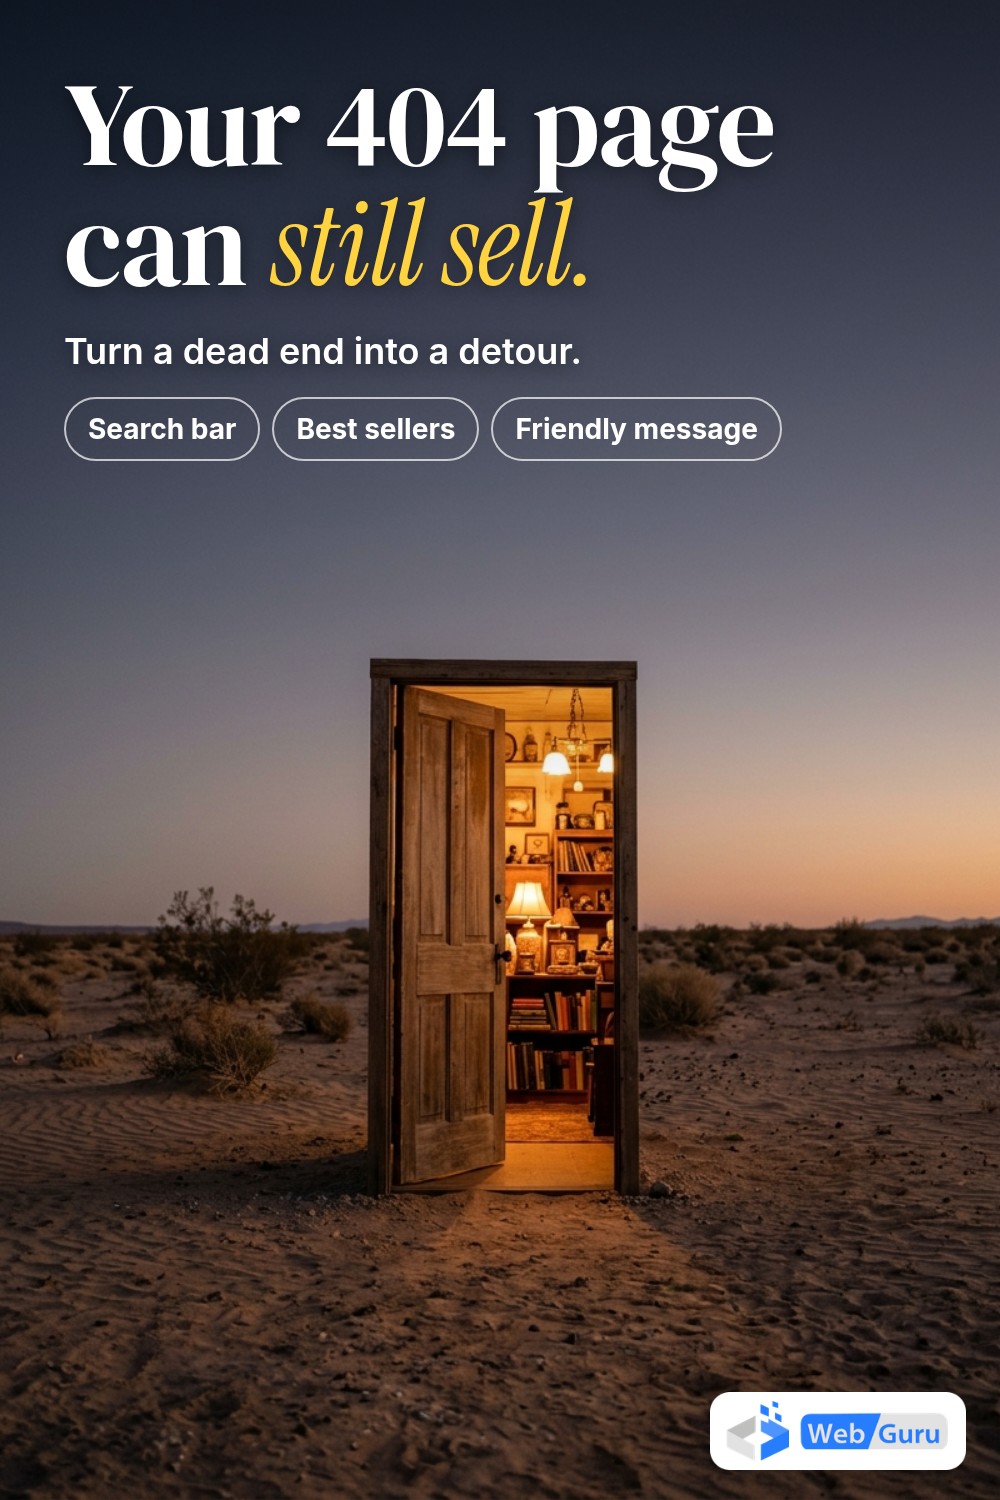 Your 404 page
can still sell.
Turn a dead end into a detour.
Search bar
Best sellers
Friendly message
Web Guru